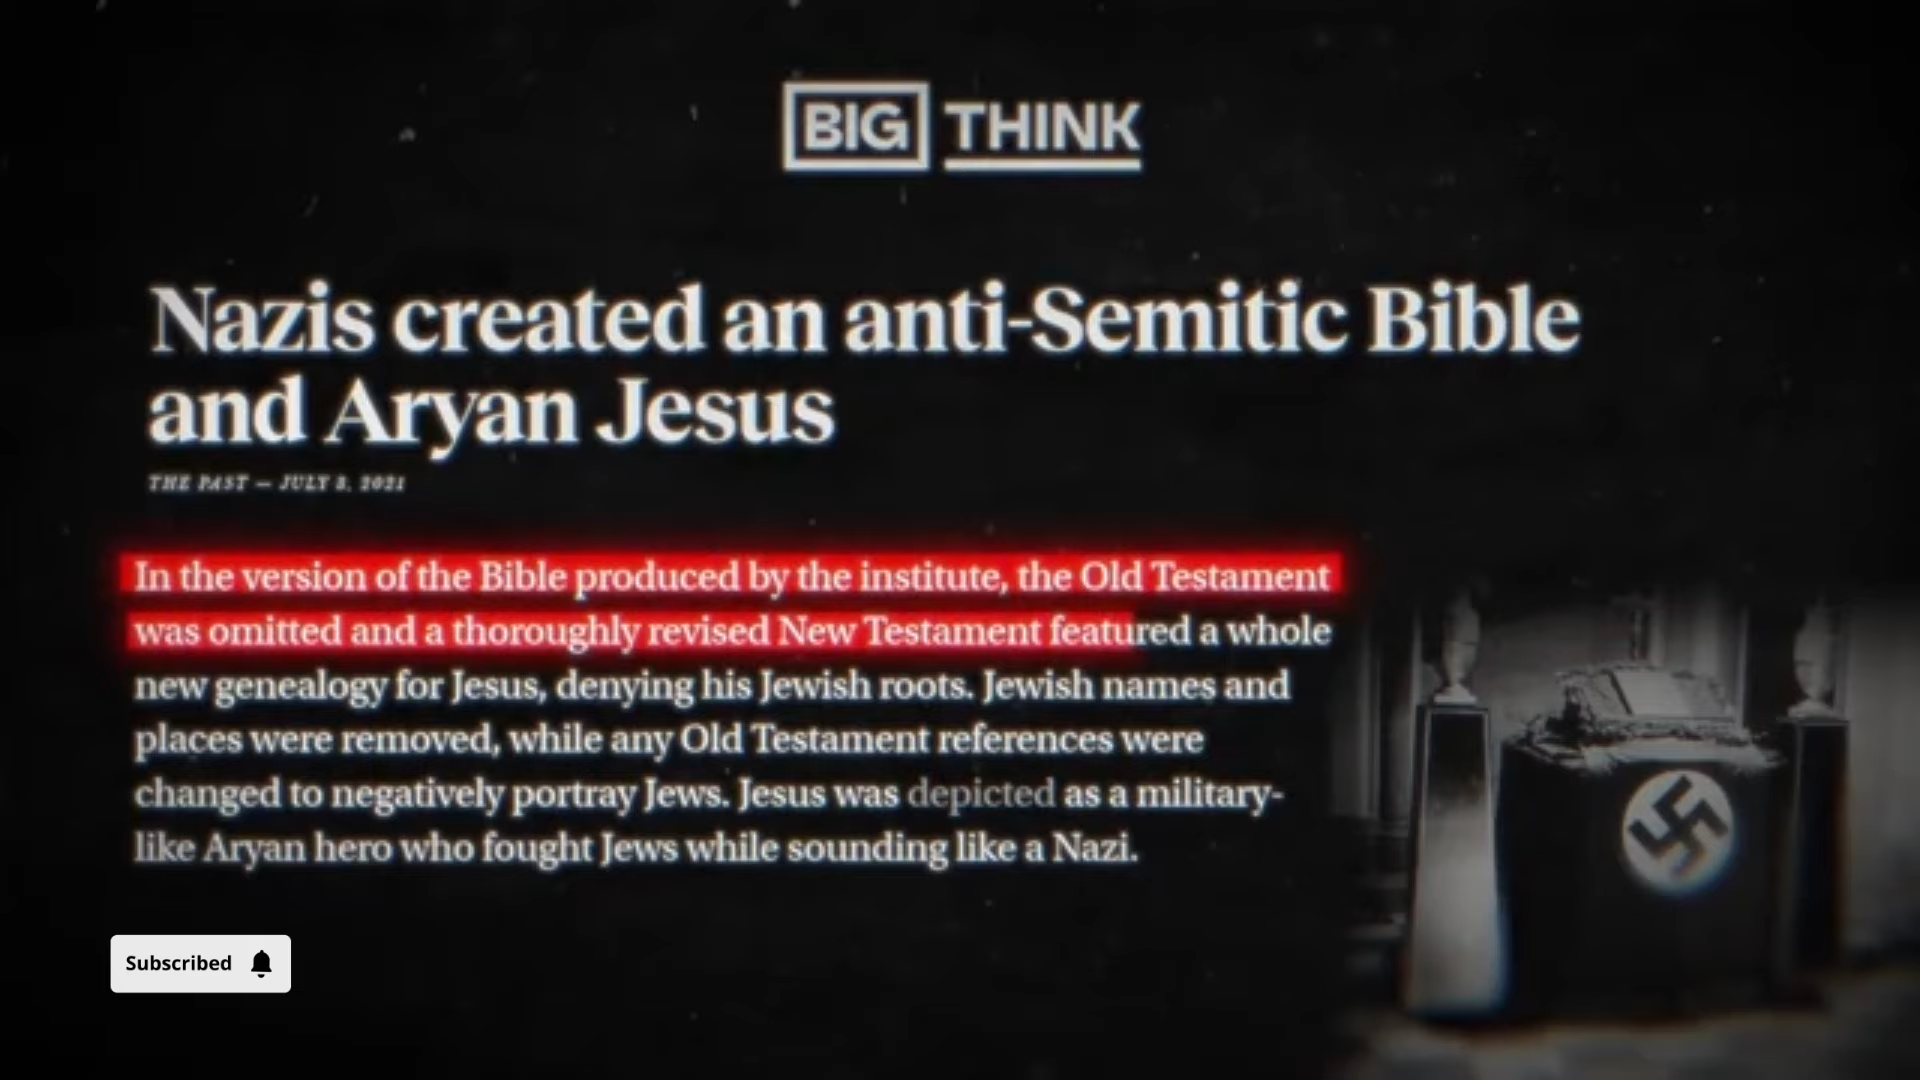 BIG THINK
Nazis created an anti-Semitic Bible
and Aryan Jesus
THE PAST — JULY 8, 2021
In the version of the Bible produced by the institute, the Old Testament
was omitted and a thoroughly revised New Testament featured a whole
new genealogy for Jesus, denying his Jewish roots. Jewish names and
places were removed, while any Old Testament references were
changed to negatively portray Jews. Jesus was depicted as a military-
like Aryan hero who fought Jews while sounding like a Nazi.
Subscribed